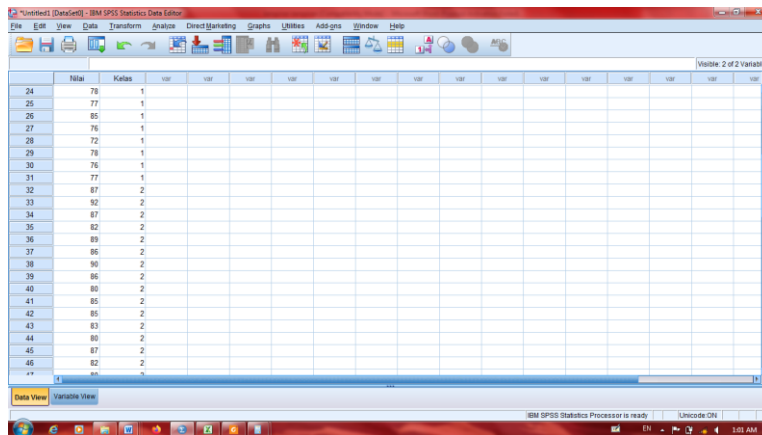 *Untitled1 [DataSet0] - IBM SPSS Statistics Data Editor
File Edit View Data Transform Analyze Direct Marketing Graphs Utilities Add-ons Window Help
Visible: 2 of 2 Variabl
Nilai Kelas var var var var var var var var var var var var var
24 78 1
25 77 1
26 85 1
27 76 1
28 72 1
29 78 1
30 76 1
31 77 1
32 87 2
33 92 2
34 87 2
35 82 2
36 89 2
37 86 2
38 90 2
39 86 2
40 80 2
41 85 2
42 85 2
43 83 2
44 80 2
45 87 2
46 82 2
Data View Variable View
IBM SPSS Statistics Processor is ready Unicode:ON
EN 1:01 AM